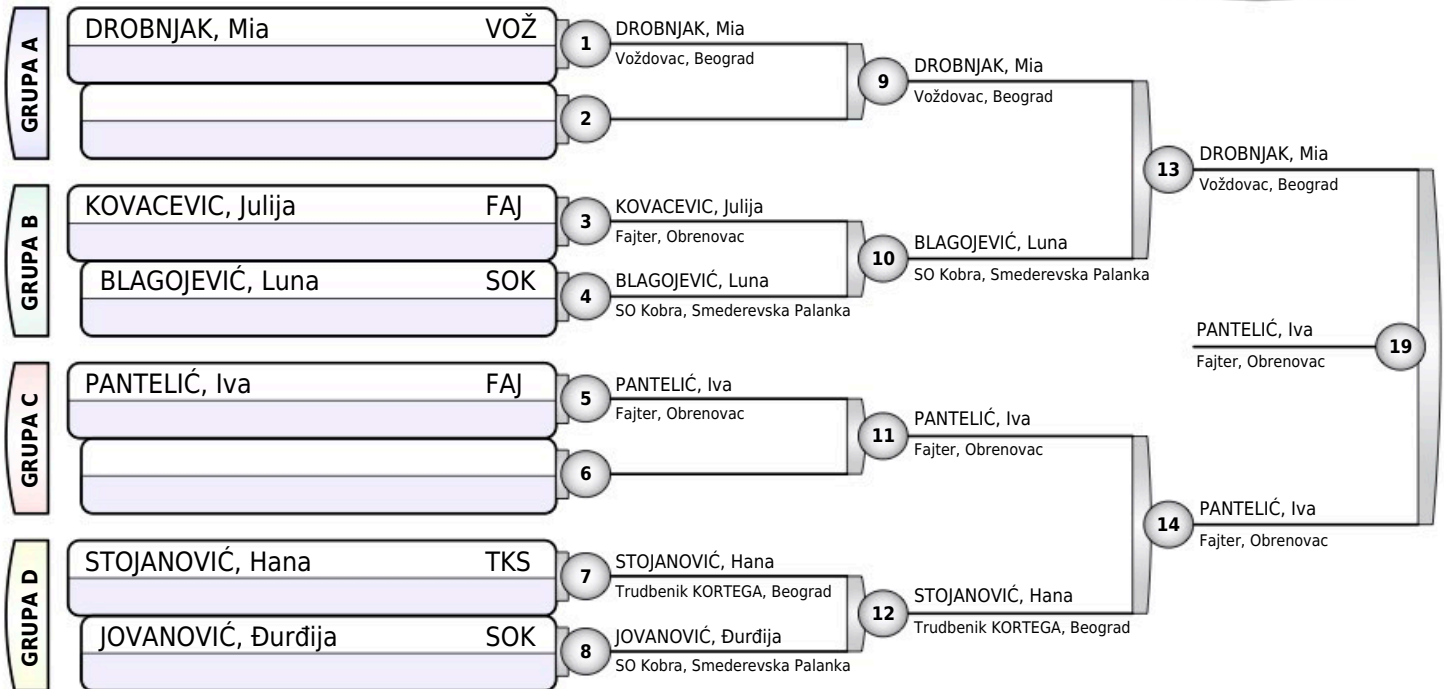 GRUPA A
DROBNJAK, Mia VOŽ
1
DROBNJAK, Mia
Voždovac, Beograd
2
9
DROBNJAK, Mia
Voždovac, Beograd
GRUPA B
KOVACEVIC, Julija FAJ
3
KOVACEVIC, Julija
Fajter, Obrenovac
BLAGOJEVIĆ, Luna SOK
4
BLAGOJEVIĆ, Luna
SO Kobra, Smederevska Palanka
10
BLAGOJEVIĆ, Luna
SO Kobra, Smederevska Palanka
13
DROBNJAK, Mia
Voždovac, Beograd
GRUPA C
PANTELIĆ, Iva FAJ
5
PANTELIĆ, Iva
Fajter, Obrenovac
6
11
PANTELIĆ, Iva
Fajter, Obrenovac
GRUPA D
STOJANOVIĆ, Hana TKS
7
STOJANOVIĆ, Hana
Trudbenik KORTEGA, Beograd
JOVANOVIĆ, Đurđija SOK
8
JOVANOVIĆ, Đurđija
SO Kobra, Smederevska Palanka
12
STOJANOVIĆ, Hana
Trudbenik KORTEGA, Beograd
14
PANTELIĆ, Iva
Fajter, Obrenovac
PANTELIĆ, Iva
Fajter, Obrenovac
19